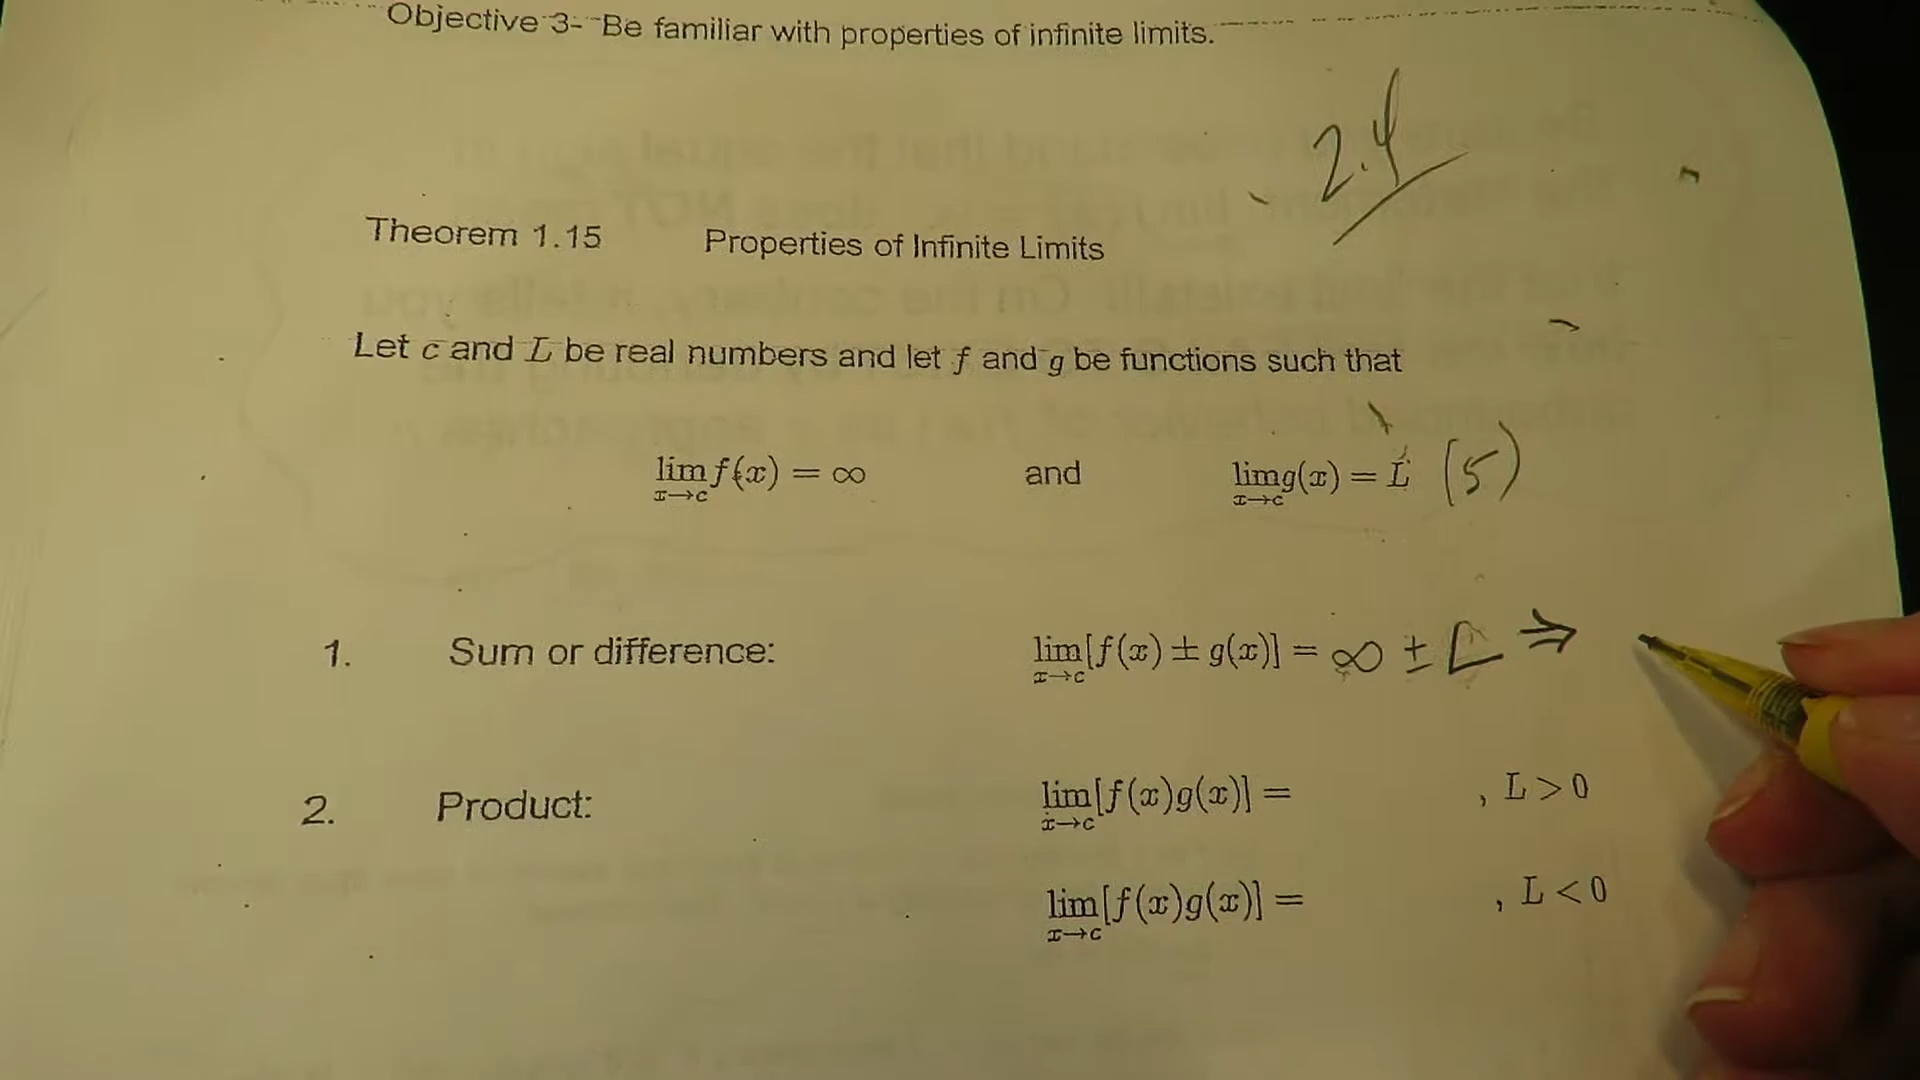 Objective 3- Be familiar with properties of infinite limits.
2.4
Theorem 1.15 Properties of Infinite Limits
Let c and L be real numbers and let f and g be functions such that
lim f(x) = ∞ and lim g(x) = L (5)
x→c x→c
1. Sum or difference: lim[f(x) ± g(x)] = ∞ ± L ⇒
x→c
2. Product: lim[f(x)g(x)] = , L > 0
x→c
lim[f(x)g(x)] = , L < 0
x→c